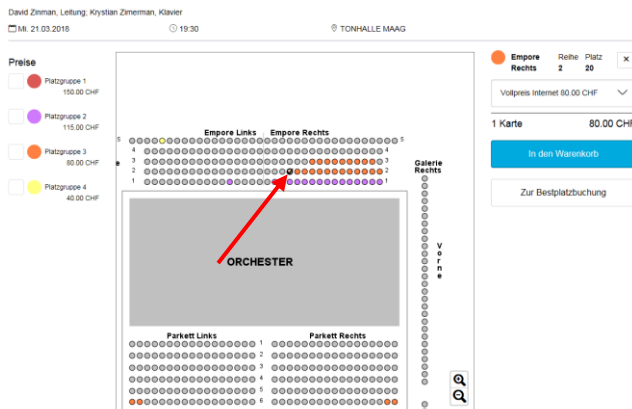 David Zinman, Leitung; Krystian Zimerman, Klavier
Mi. 21.03.2018
19:30
TONHALLE MAAG
Preise
Platzgruppe 1
150.00 CHF
Platzgruppe 2
115.00 CHF
Platzgruppe 3
80.00 CHF
Platzgruppe 4
40.00 CHF
Empore Links
Empore Rechts
5
5
4
4
3
3
e
2
2
1
1
Galerie
Rechts
Vorne
ORCHESTER
Parkett Links
Parkett Rechts
1
2
3
4
5
6
Empore Rechts
Reihe
2
Platz
20
×
Vollpreis Internet 80.00 CHF
1 Karte
80.00 CHF
In den Warenkorb
Zur Bestplatzbuchung